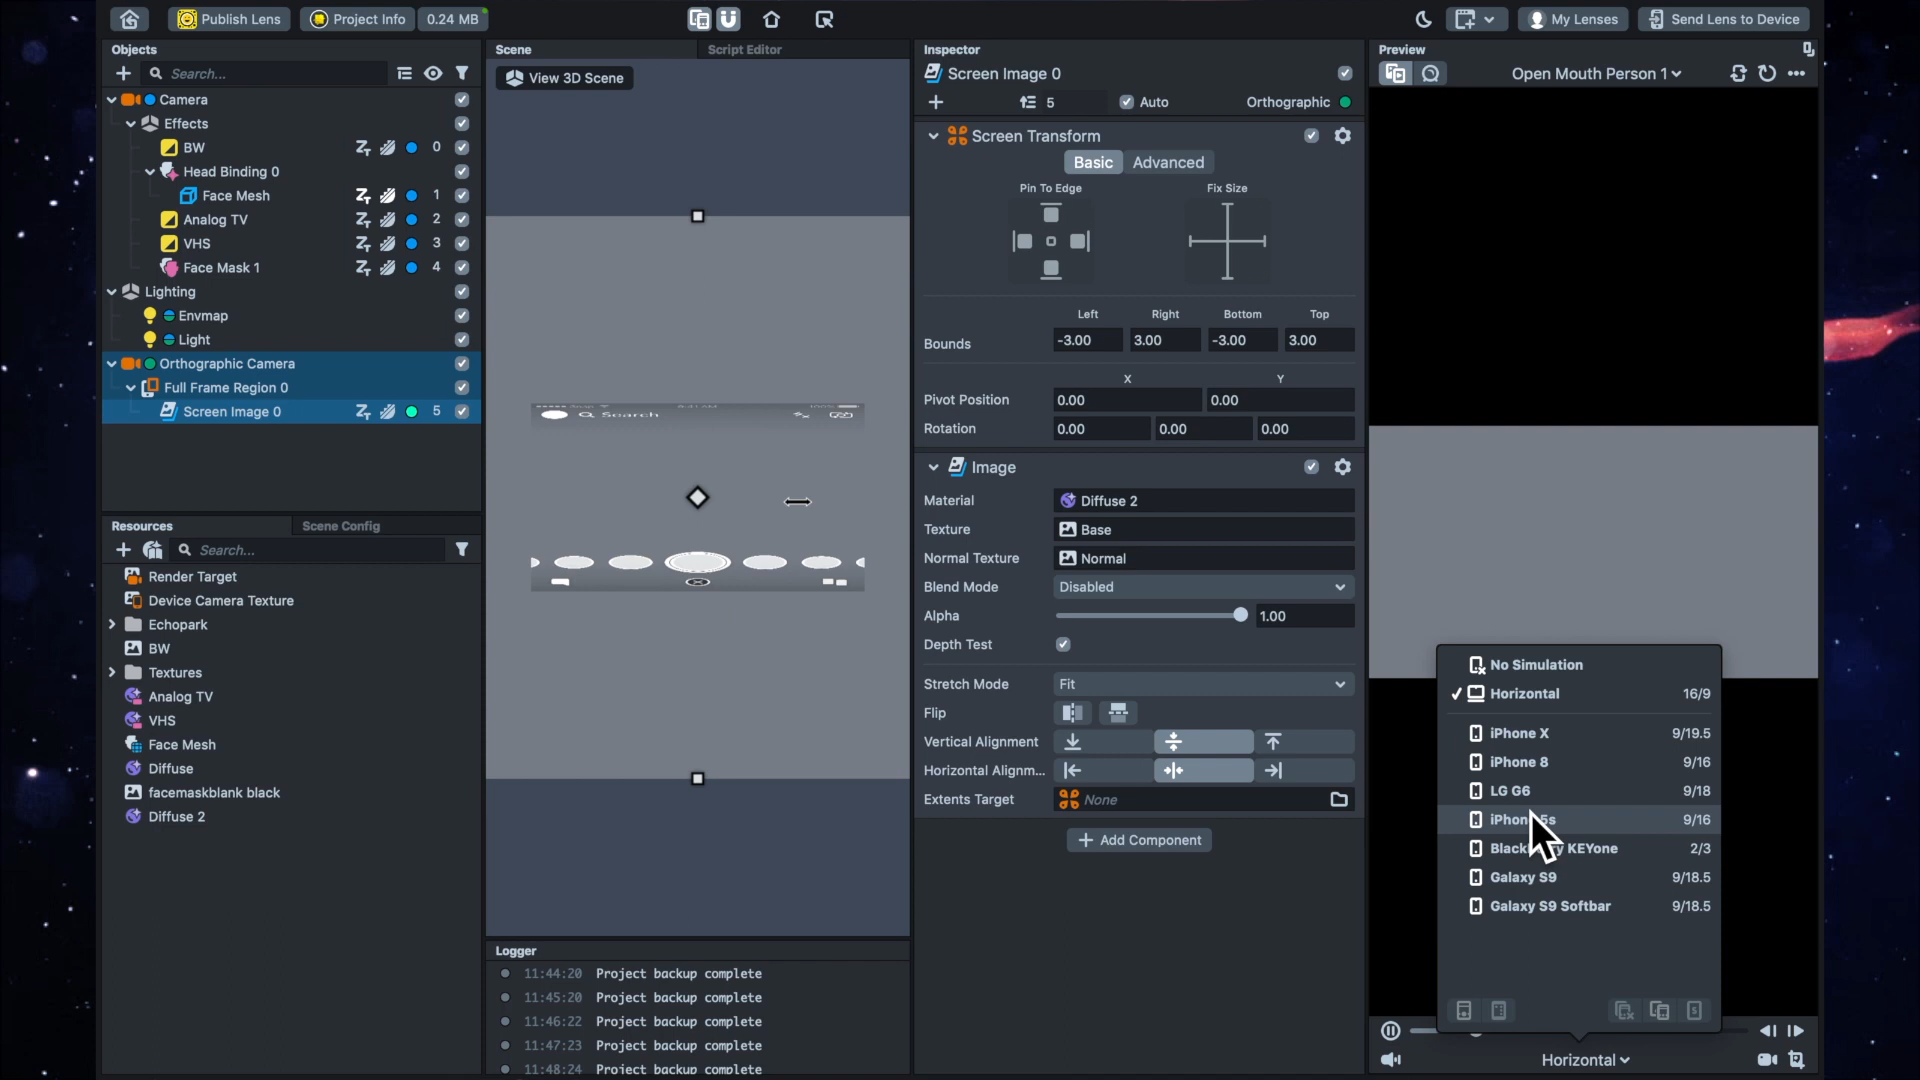 Publish Lens
Project Info
0.24 MB
My Lenses
Send Lens to Device
Objects
Search...
Camera
Effects
BW 0
Head Binding 0
Face Mesh 1
Analog TV 2
VHS 3
Face Mask 1 4
Lighting
Envmap
Light
Orthographic Camera
Full Frame Region 0
Screen Image 0 5
Resources
Scene Config
Search...
Render Target
Device Camera Texture
Echopark
BW
Textures
Analog TV
VHS
Face Mesh
Diffuse
facemaskblank black
Diffuse 2
Scene
Script Editor
View 3D Scene
Search
Logger
11:44:20 Project backup complete
11:45:20 Project backup complete
11:46:22 Project backup complete
11:47:23 Project backup complete
11:48:24 Project backup complete
Inspector
Screen Image 0
5 Auto Orthographic
Screen Transform
Basic Advanced
Pin To Edge Fix Size
Left Right Bottom Top
Bounds -3.00 3.00 -3.00 3.00
X Y
Pivot Position 0.00 0.00
Rotation 0.00 0.00 0.00
Image
Material Diffuse 2
Texture Base
Normal Texture Normal
Blend Mode Disabled
Alpha 1.00
Depth Test
Stretch Mode Fit
Flip
Vertical Alignment
Horizontal Alignm...
Extents Target None
Add Component
Preview
Open Mouth Person 1
No Simulation
Horizontal 16/9
iPhone X 9/19.5
iPhone 8 9/16
LG G6 9/18
iPhone 5s 9/16
KEYone 2/3
Galaxy S9 9/18.5
Galaxy S9 Softbar 9/18.5
Horizontal